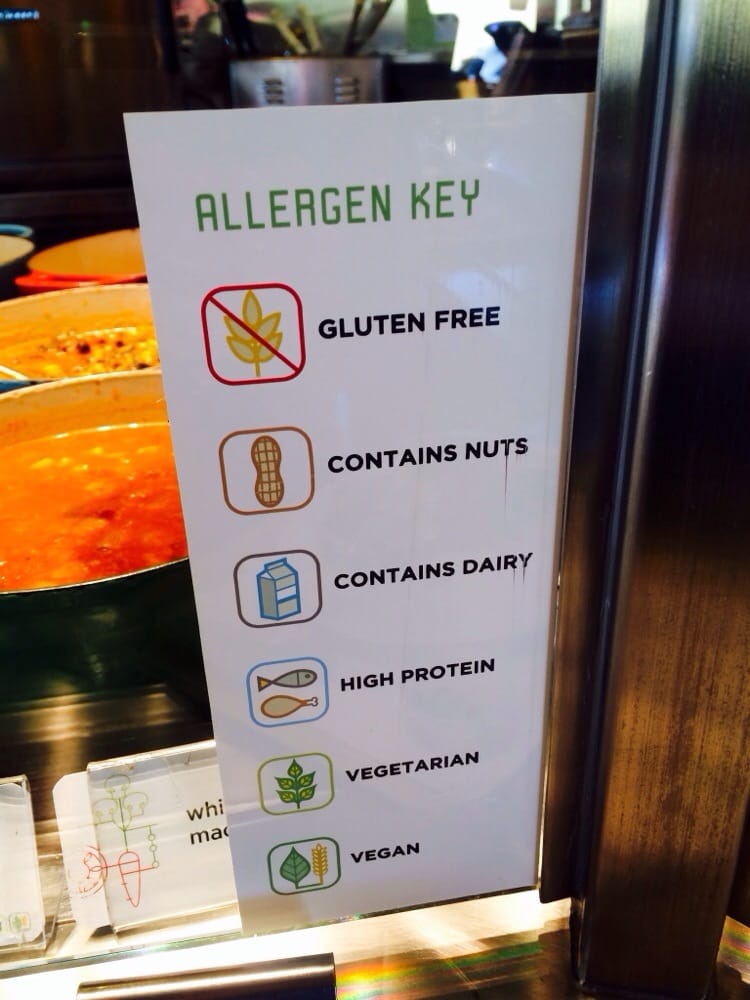 ALLERGEN KEY
GLUTEN FREE
CONTAINS NUTS
CONTAINS DAIRY
HIGH PROTEIN
VEGETARIAN
VEGAN